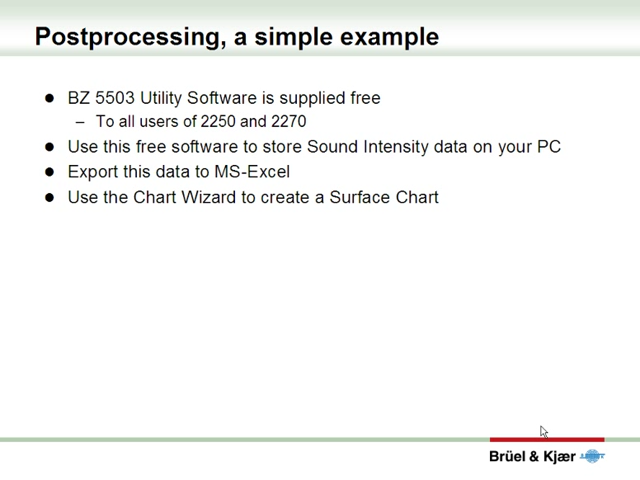 Postprocessing, a simple example
● BZ 5503 Utility Software is supplied free
– To all users of 2250 and 2270
● Use this free software to store Sound Intensity data on your PC
● Export this data to MS-Excel
● Use the Chart Wizard to create a Surface Chart
Brüel & Kjær